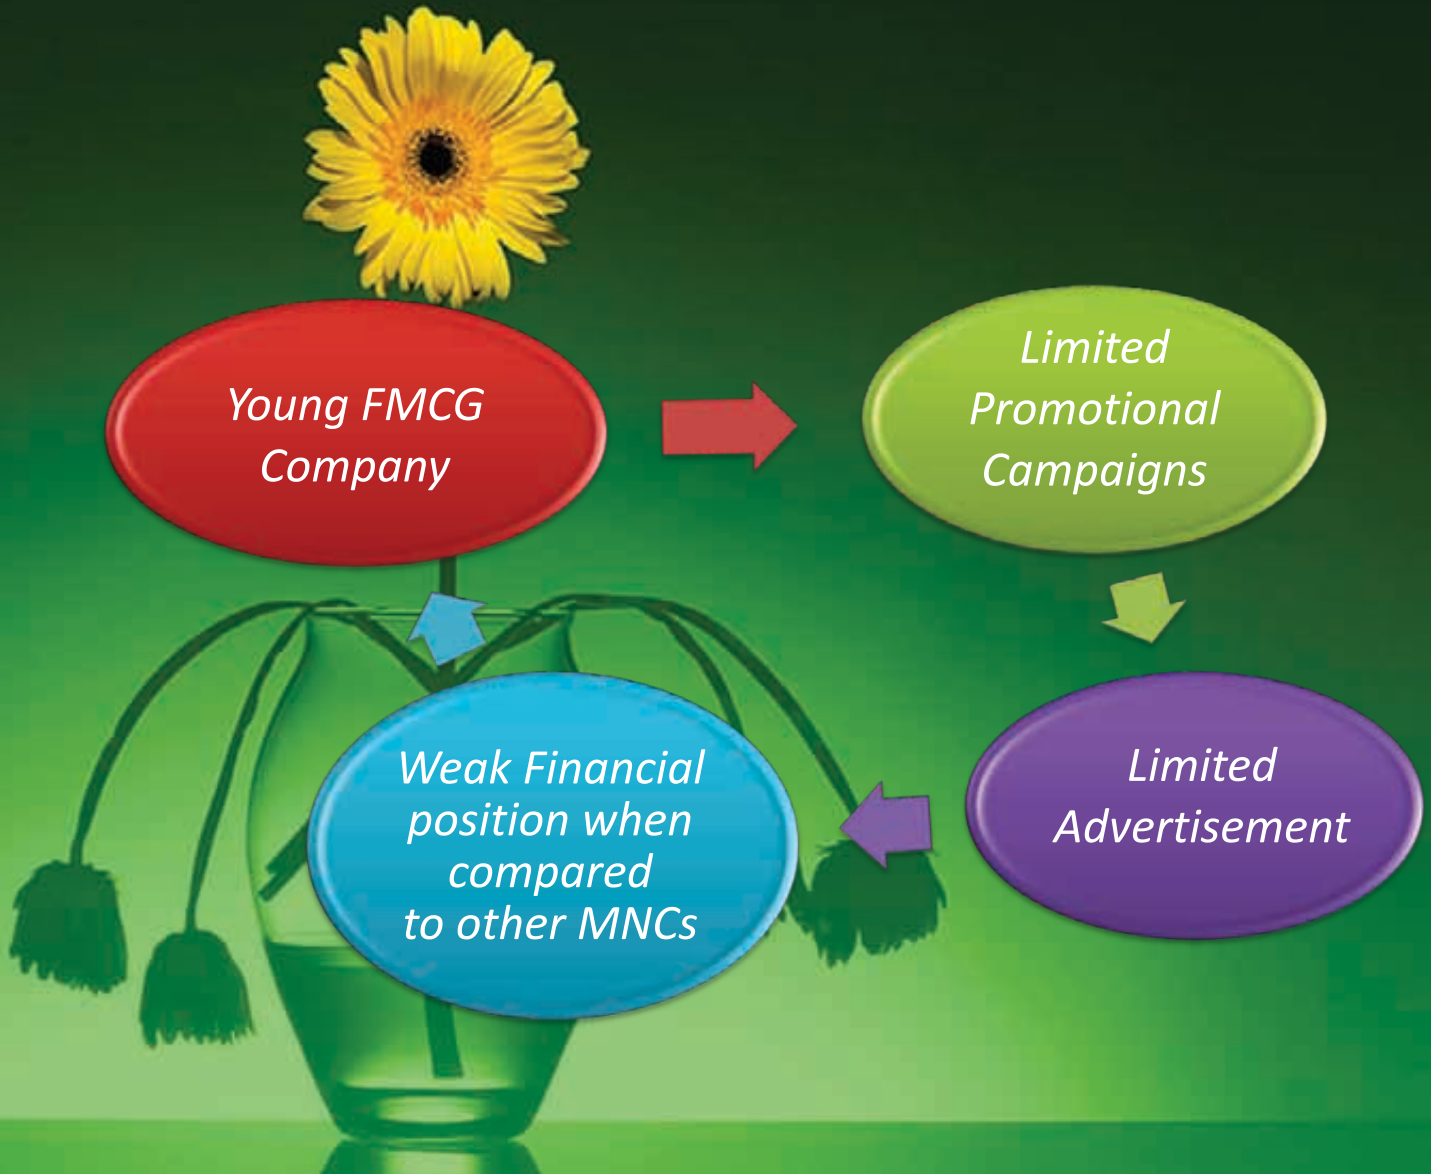 Young FMCG
Company
Limited
Promotional
Campaigns
Limited
Advertisement
Weak Financial
position when
compared
to other MNCs